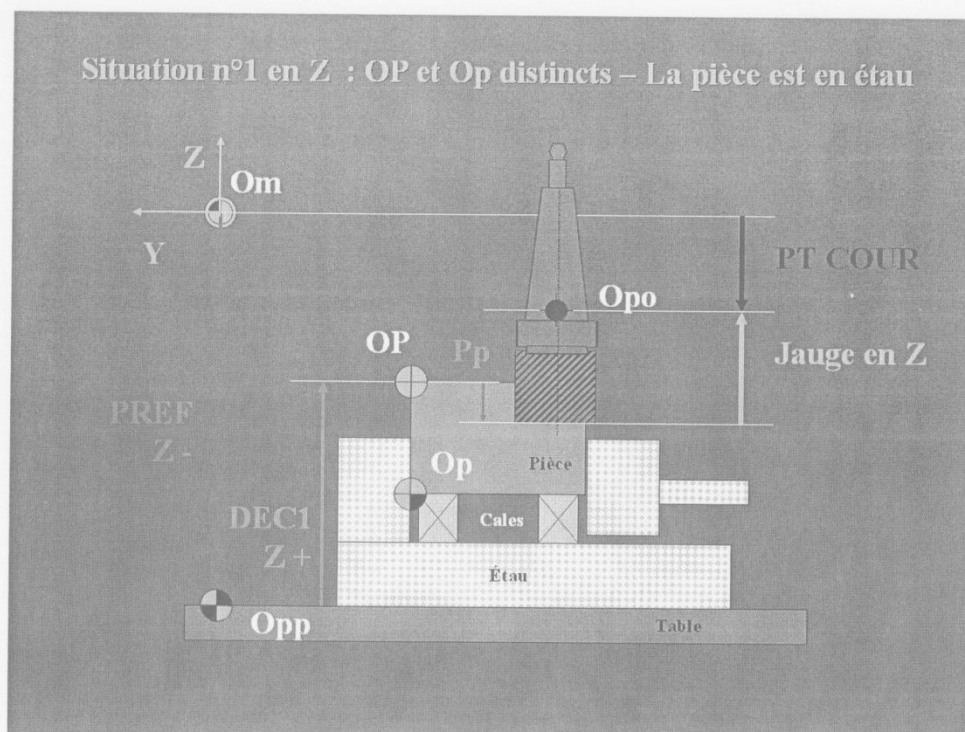 Situation n°1 en Z : OP et Op distincts – La pièce est en étau
Z
Om
Y
PT COUR
Opo
OP
Pp
Jauge en Z
PREF
Z -
Op
Pièce
DEC1
Z +
Cales
Étau
Opp
Table